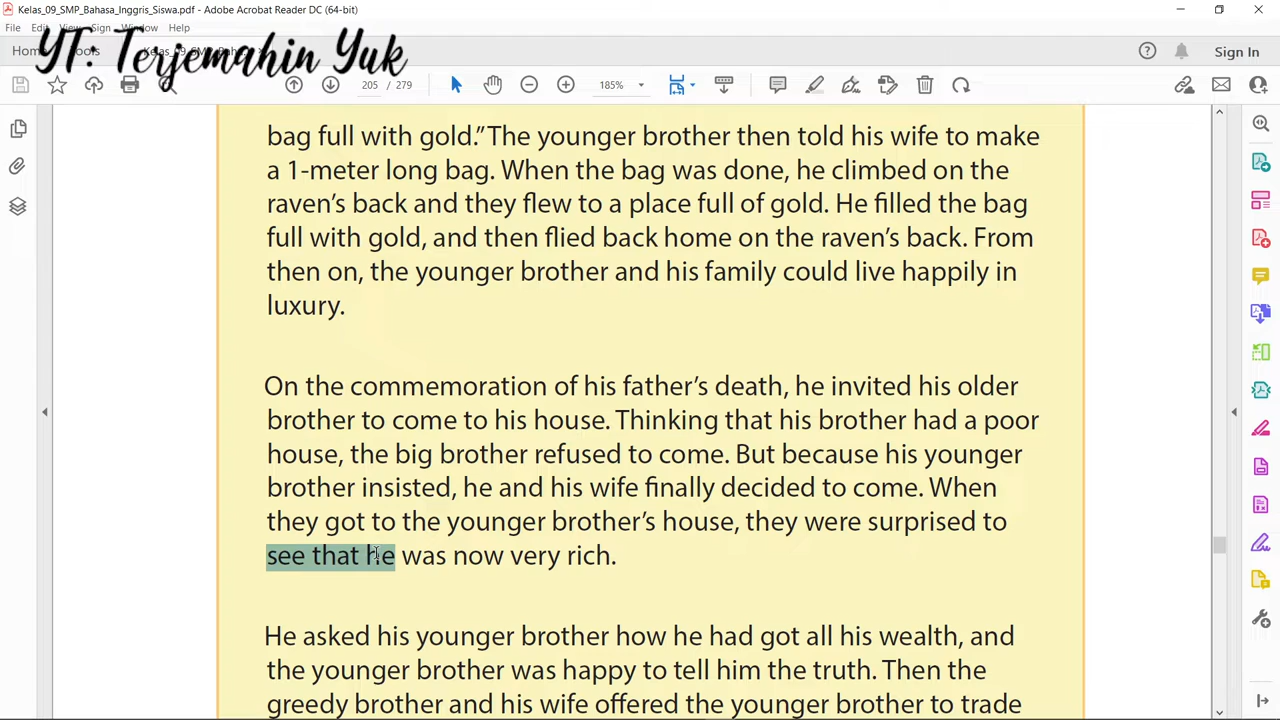 Kelas_09_SMP_Bahasa_Inggris_Siswa.pdf - Adobe Acrobat Reader DC (64-bit)
File Edit View Sign Window Help
YT: Terjemahin Yuk
Home Tools
Sign In
205 / 279
185%
bag full with gold.” The younger brother then told his wife to make
a 1-meter long bag. When the bag was done, he climbed on the
raven’s back and they flew to a place full of gold. He filled the bag
full with gold, and then flied back home on the raven’s back. From
then on, the younger brother and his family could live happily in
luxury.
On the commemoration of his father’s death, he invited his older
brother to come to his house. Thinking that his brother had a poor
house, the big brother refused to come. But because his younger
brother insisted, he and his wife finally decided to come. When
they got to the younger brother’s house, they were surprised to
see that he was now very rich.
He asked his younger brother how he had got all his wealth, and
the younger brother was happy to tell him the truth. Then the
greedy brother and his wife offered the younger brother to trade